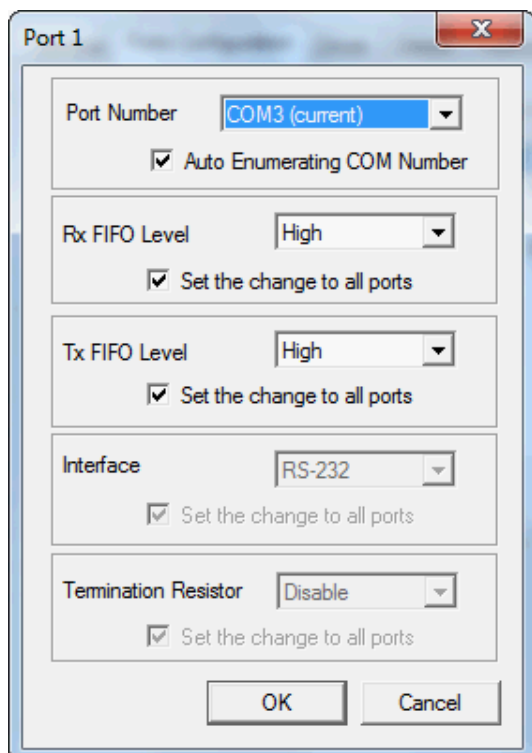 Port 1
Port Number COM3 (current)
Auto Enumerating COM Number
Rx FIFO Level High
Set the change to all ports
Tx FIFO Level High
Set the change to all ports
Interface RS-232
Set the change to all ports
Termination Resistor Disable
Set the change to all ports
OK Cancel